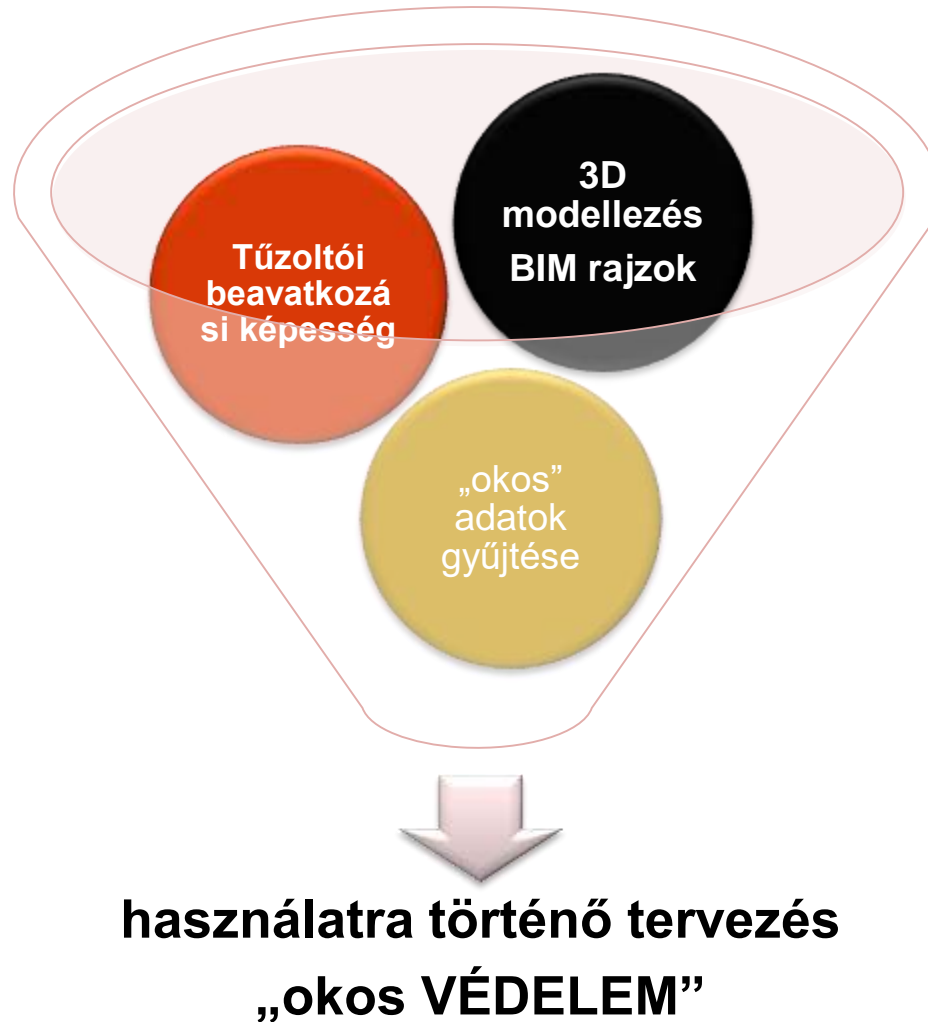 3D
modellezés
BIM rajzok
Tűzoltói
beavatkozá
si képesség
„okos”
adatok
gyűjtése
használatra történő tervezés
„okos VÉDELEM”